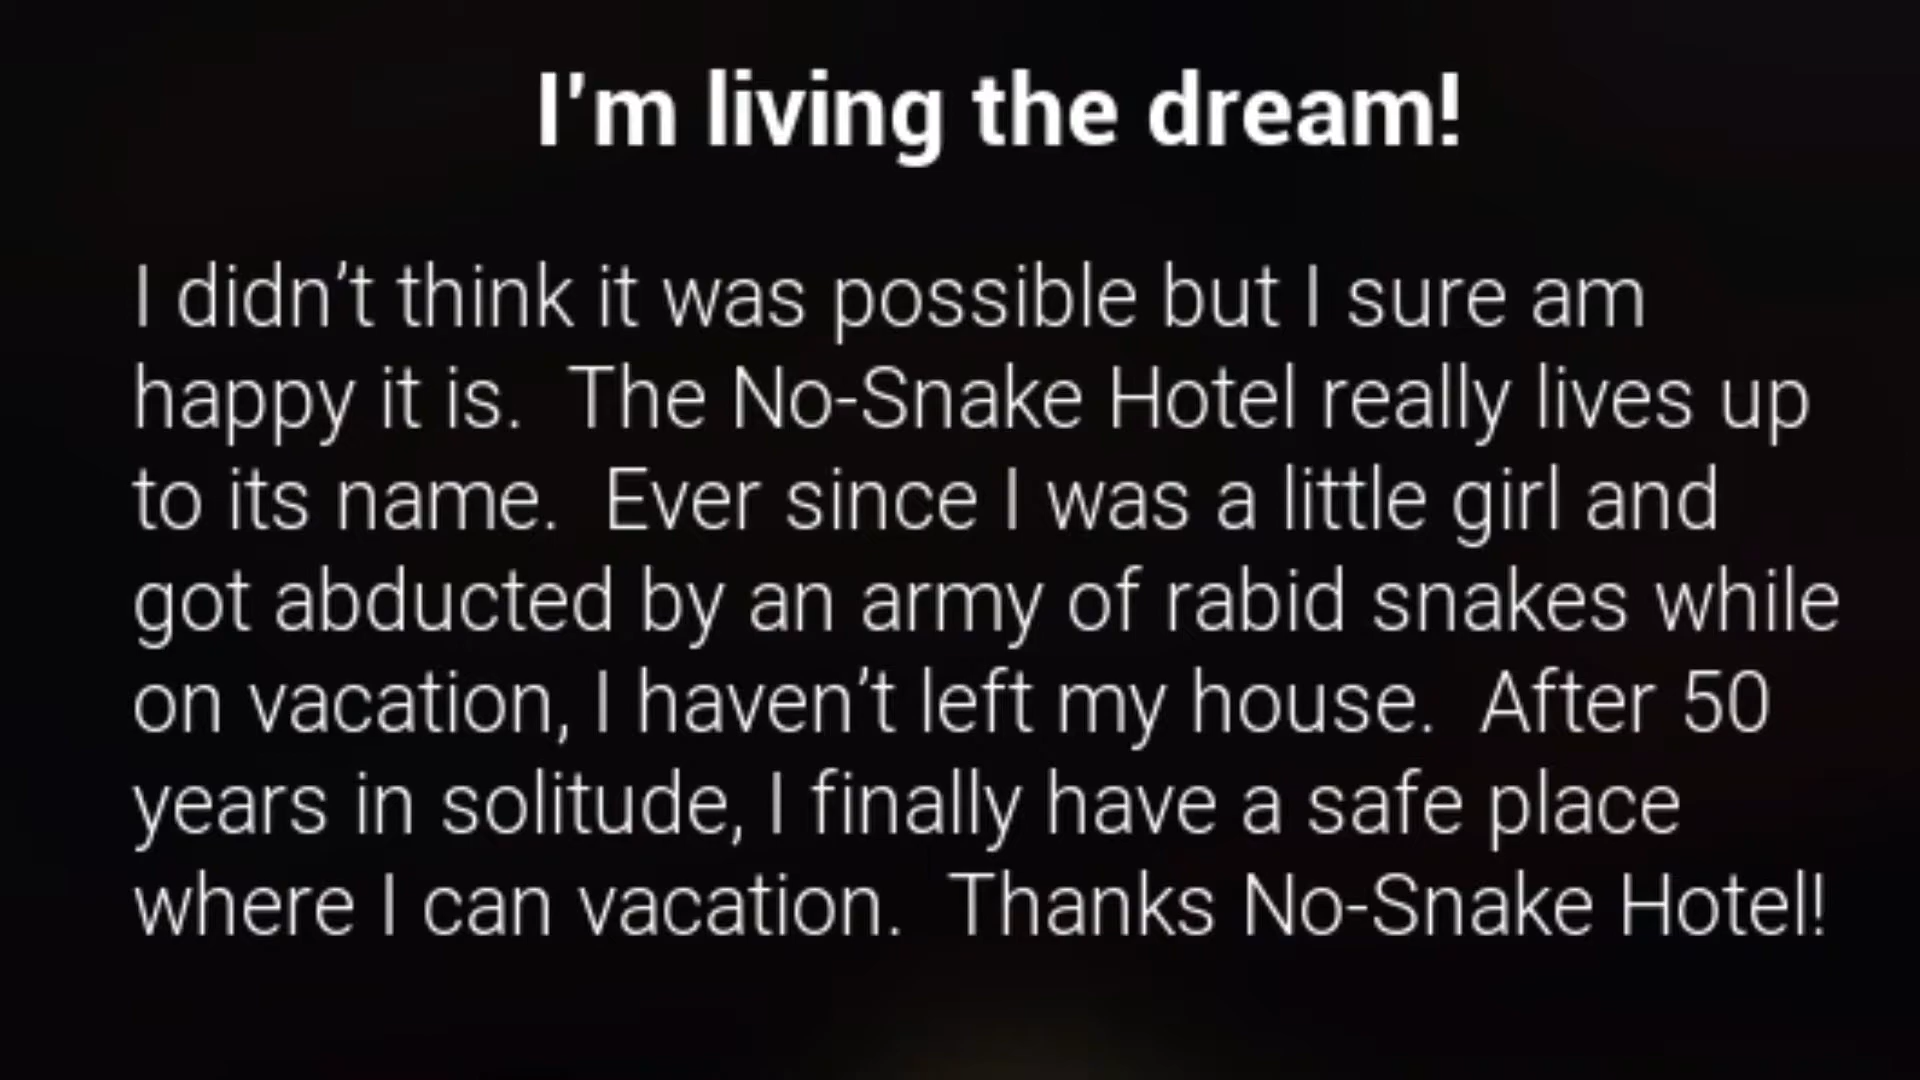 I'm living the dream!
I didn't think it was possible but I sure am
happy it is.  The No-Snake Hotel really lives up
to its name.  Ever since I was a little girl and
got abducted by an army of rabid snakes while
on vacation, I haven't left my house.  After 50
years in solitude, I finally have a safe place
where I can vacation.  Thanks No-Snake Hotel!